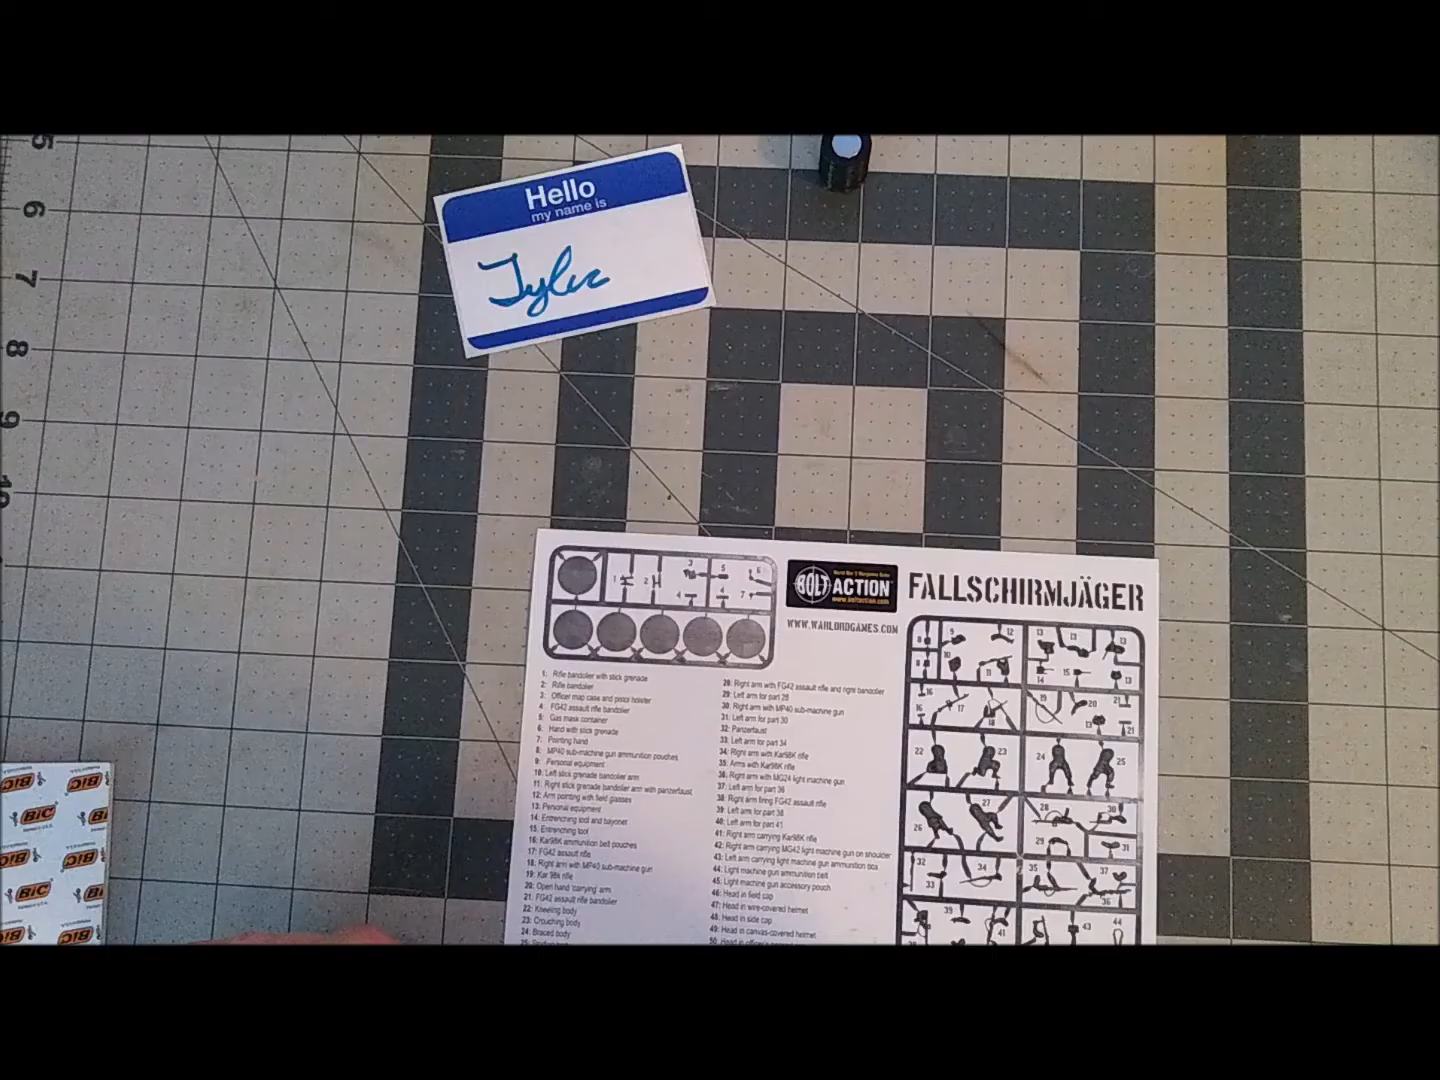 5
6
7
8
9
10
Hello
my name is
Tyler
BOLT ACTION
World War II Wargames Rules
www.boltaction.com
FALLSCHIRMJÄGER
WWW.WARLORDGAMES.COM
1: Rifle bandolier with stick grenade
2: Rifle bandolier
3: Officer map case and pistol holster
4: FG42 assault rifle bandolier
5: Gas mask container
6: Hand with stick grenade
7: Pointing hand
8: MP40 sub-machine gun ammunition pouches
9: Personal equipment
10: Left stick grenade bandolier arm
11: Right stick grenade bandolier arm with panzerfaust
12: Arm pointing with field glasses
13: Personal equipment
14: Entrenching tool and bayonet
15: Entrenching tool
16: Kar98K ammunition belt pouches
17: FG42 assault rifle
18: Right arm with MP40 sub-machine gun
19: Kar 98k rifle
20: Open hand 'carrying' arm
21: FG42 assault rifle bandolier
22: Kneeling body
23: Crouching body
24: Braced body
28: Right arm with FG42 assault rifle and right bandolier
29: Left arm for part 28
30: Right arm with MP40 sub-machine gun
31: Left arm for part 30
32: Panzerfaust
33: Left arm for part 34
34: Right arm with Kar98K rifle
35: Arms with Kar98K rifle
36: Right arm with MG24 light machine gun
37: Left arm for part 36
38: Right arm firing FG42 assault rifle
39: Left arm for part 38
40: Left arm for part 41
41: Right arm carrying Kar98K rifle
42: Right arm carrying MG42 light machine gun on shoulder
43: Left arm carrying light machine gun ammunition box
44: Light machine gun ammunition belt
45: Light machine gun accessory pouch
46: Head in field cap
47: Head in wire-covered helmet
48: Head in side cap
49: Head in canvas-covered helmet
BIC